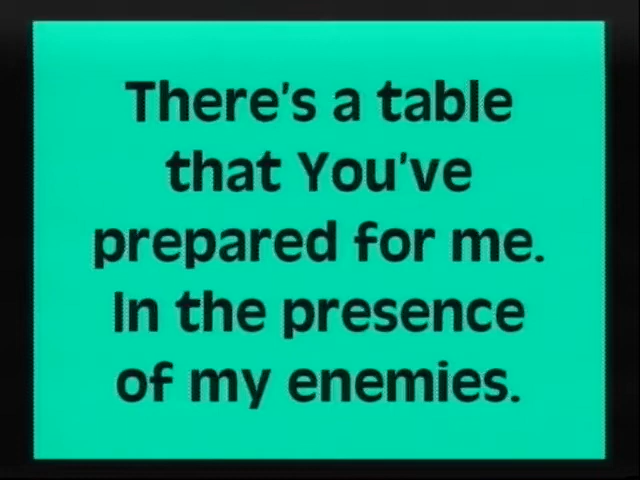 There's a table
that You've
prepared for me.
In the presence
of my enemies.